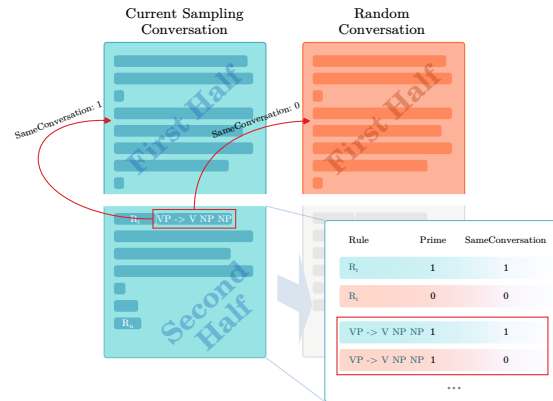 Current Sampling
Conversation
Random
Conversation
First Half
First Half
SameConversation: 1
SameConversation: 0
VP -> V NP NP
Second
Half
Rₙ
Rule Prime SameConversation
Rᵢ 1 1
Rᵢ 0 0
VP -> V NP NP 1 1
VP -> V NP NP 1 0
...